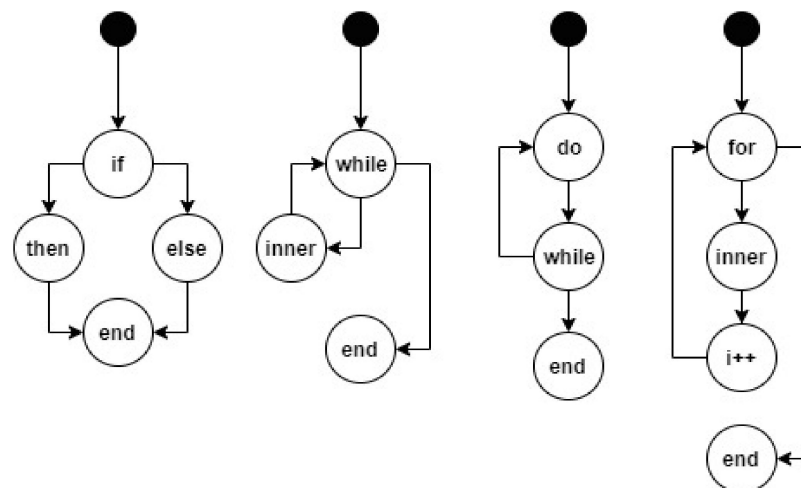 if
then
else
end
while
inner
end
do
while
end
for
inner
i++
end